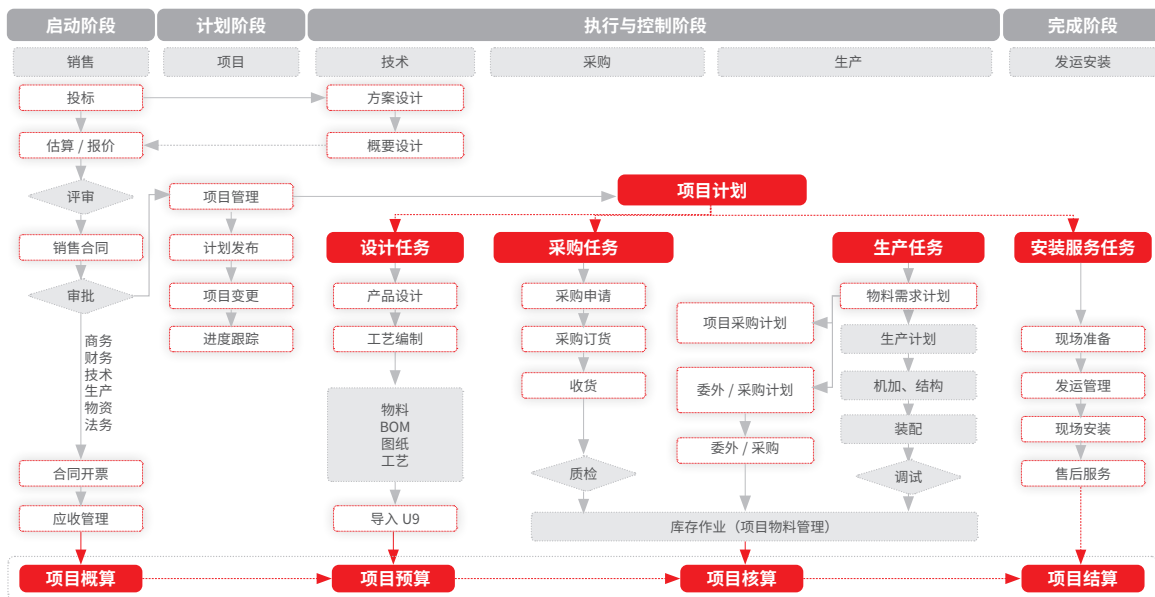 启动阶段
计划阶段
执行与控制阶段
完成阶段
销售
项目
技术
采购
生产
发运安装
投标
方案设计
估算 / 报价
概要设计
评审
项目管理
项目计划
销售合同
计划发布
设计任务
采购任务
生产任务
安装服务任务
审批
项目变更
产品设计
采购申请
物料需求计划
项目采购计划
进度跟踪
工艺编制
采购订货
生产计划
现场准备
商务
财务
技术
生产
物资
法务
收货
委外 / 采购计划
机加、结构
发运管理
物料
BOM
图纸
工艺
装配
现场安装
委外 / 采购
合同开票
质检
调试
售后服务
应收管理
导入 U9
库存作业（项目物料管理）
项目概算
项目预算
项目核算
项目结算